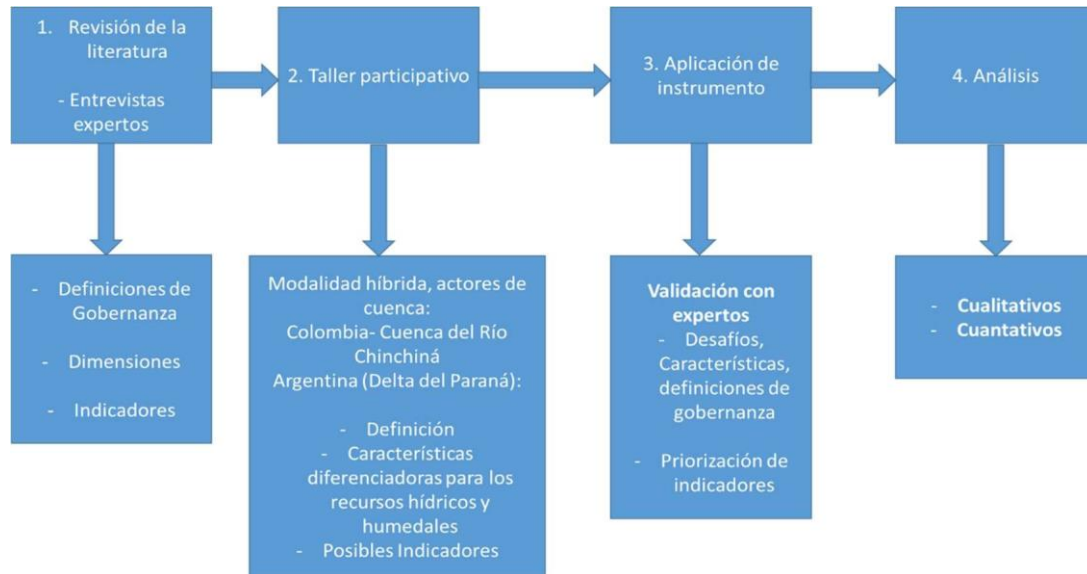 1. Revisión de la
literatura
- Entrevistas
expertos
2. Taller participativo
3. Aplicación de
instrumento
4. Análisis
- Definiciones de
Gobernanza
- Dimensiones
- Indicadores
Modalidad híbrida, actores de
cuenca:
Colombia- Cuenca del Río
Chinchiná
Argentina (Delta del Paraná):
- Definición
- Características
diferenciadoras para los
recursos hídricos y
humedales
- Posibles Indicadores
Validación con
expertos
- Desafíos,
Características,
definiciones de
gobernanza
- Priorización de
indicadores
- Cualitativos
- Cuantativos